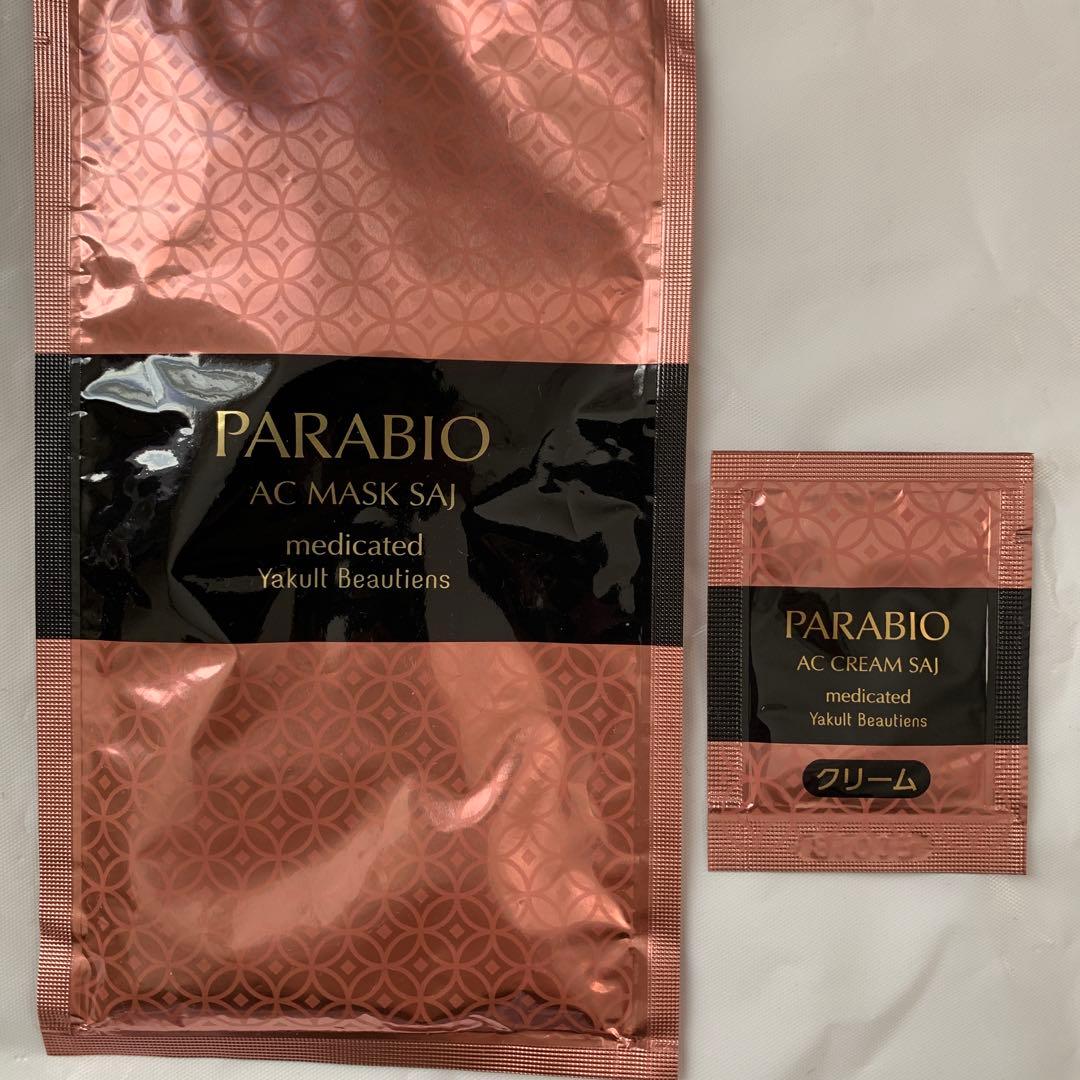 PARABIO
AC MASK SAJ
medicated
Yakult Beautiens
PARABIO
AC CREAM SAJ
medicated
Yakult Beautiens
クリーム